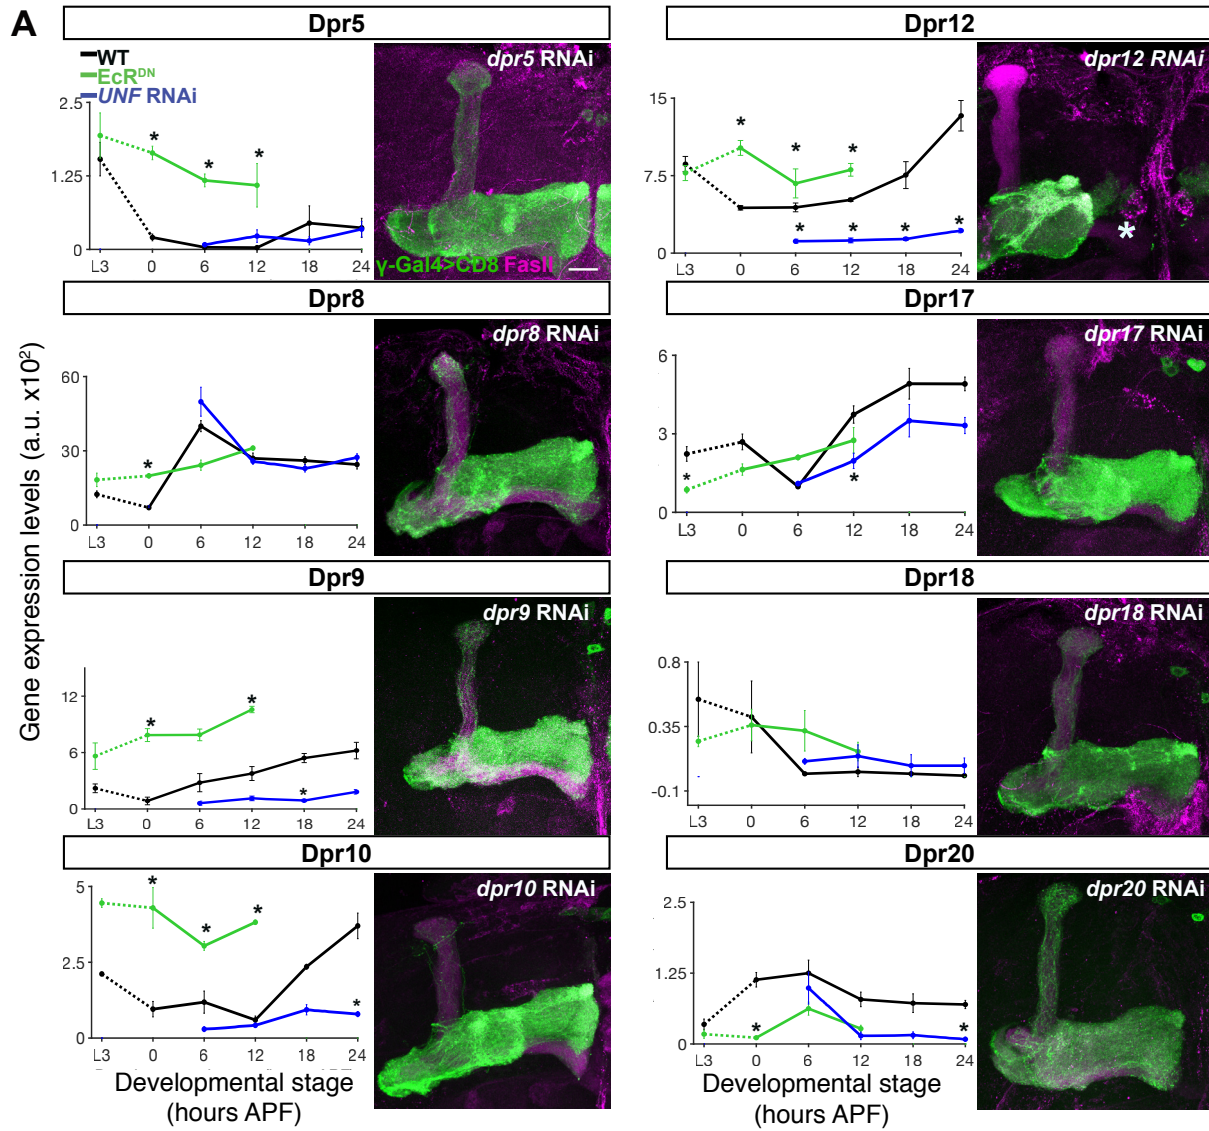 A
Dpr5
WT
EcRDN
UNF RNAi
2.5
1.25
0
L3 0 6 12 18 24
* * *
dpr5 RNAi
γ-Gal4>CD8 FasII
Dpr12
15
7.5
0
L3 0 6 12 18 24
* * *
* * * *
dpr12 RNAi
*
Dpr8
60
30
0
L3 0 6 12 18 24
*
dpr8 RNAi
Dpr17
6
3
0
L3 0 6 12 18 24
* *
dpr17 RNAi
Gene expression levels (a.u. x10²)
Dpr9
12
6
0
L3 0 6 12 18 24
* * *
dpr9 RNAi
Dpr18
0.8
0.35
-0.1
L3 0 6 12 18 24
dpr18 RNAi
Dpr10
5
2.5
0
L3 0 6 12 18 24
* * * *
dpr10 RNAi
Developmental stage
(hours APF)
Dpr20
2.5
1.25
0
L3 0 6 12 18 24
* *
dpr20 RNAi
Developmental stage
(hours APF)